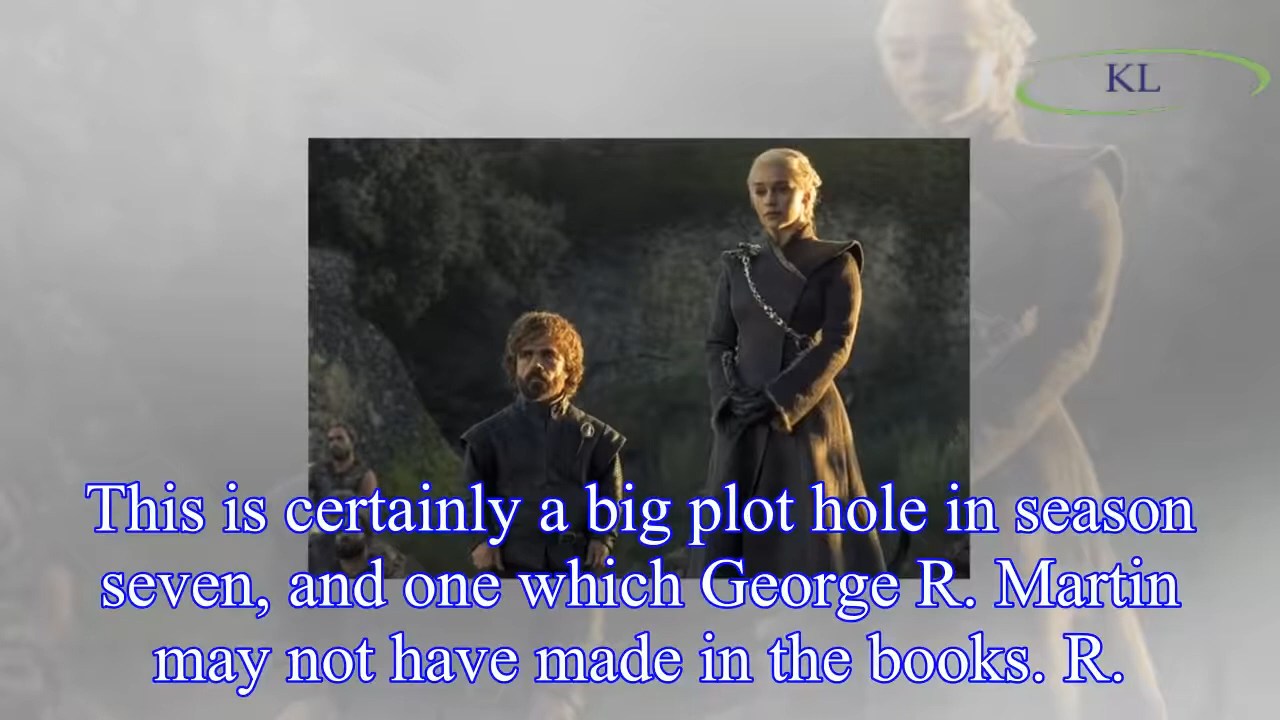 KL
This is certainly a big plot hole in season
seven, and one which George R. Martin
may not have made in the books. R.